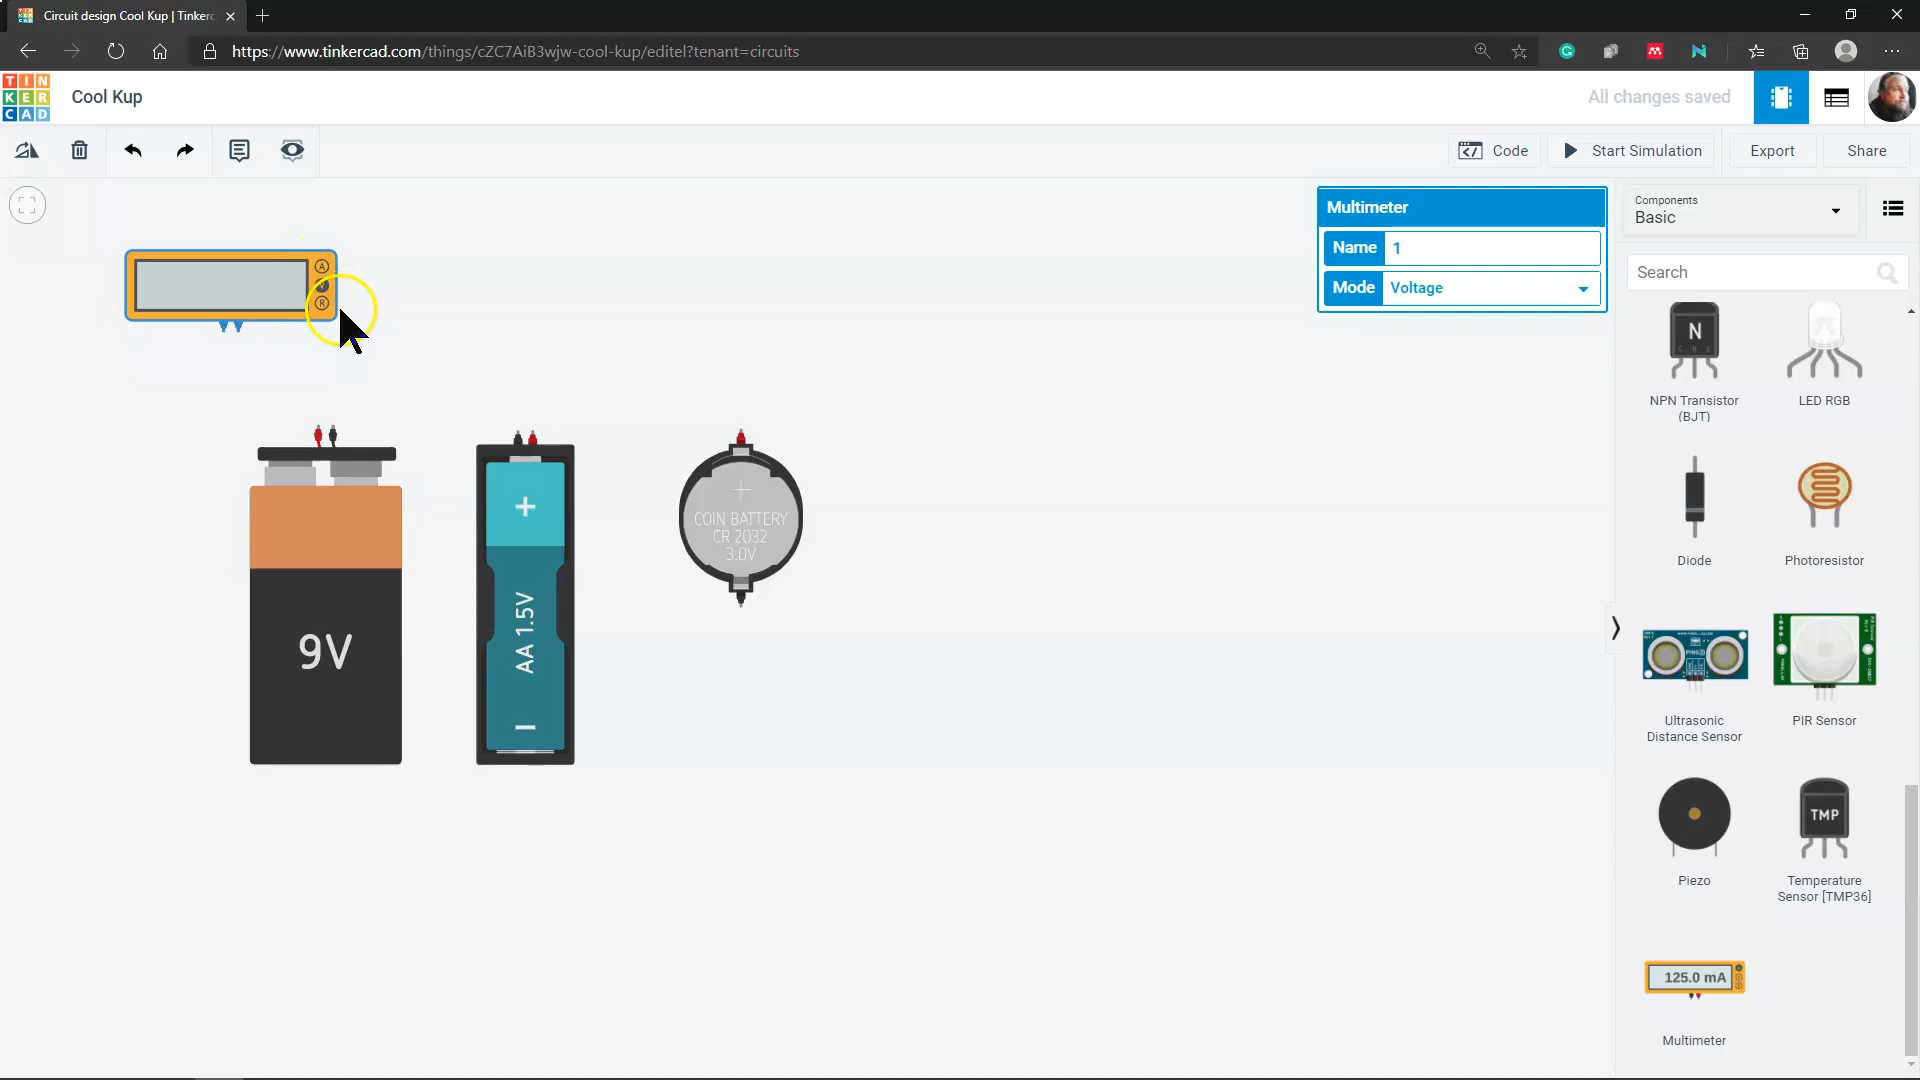 Circuit design Cool Kup | Tinkerc
https://www.tinkercad.com/things/cZC7AiB3wjw-cool-kup/editel?tenant=circuits
TIN
KER
CAD
Cool Kup
All changes saved
Code
Start Simulation
Export
Share
Multimeter
Name 1
Mode Voltage
Components
Basic
Search
A
R
N
NPN Transistor
(BJT)
LED RGB
Diode
Photoresistor
Ultrasonic
Distance Sensor
PIR Sensor
TMP
Piezo
Temperature
Sensor [TMP36]
125.0 mA
Multimeter
9V
+
AA 1.5V
–
COIN BATTERY
CR 2032
3.0V